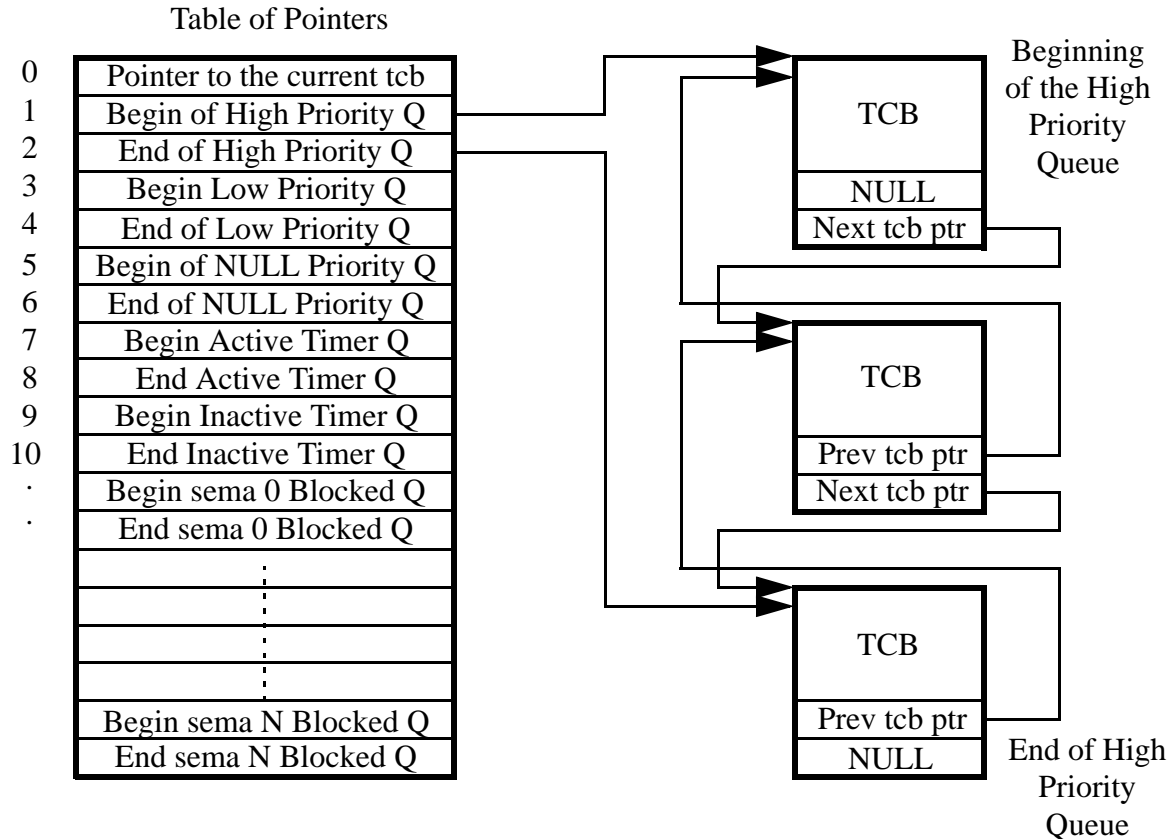 Table of Pointers
0
Pointer to the current tcb
1
Begin of High Priority Q
2
End of High Priority Q
3
Begin Low Priority Q
4
End of Low Priority Q
5
Begin of NULL Priority Q
6
End of NULL Priority Q
7
Begin Active Timer Q
8
End Active Timer Q
9
Begin Inactive Timer Q
10
End Inactive Timer Q
.
Begin sema 0 Blocked Q
.
End sema 0 Blocked Q
Begin sema N Blocked Q
End sema N Blocked Q
TCB
NULL
Next tcb ptr
Beginning
of the High
Priority
Queue
TCB
Prev tcb ptr
Next tcb ptr
TCB
Prev tcb ptr
NULL
End of High
Priority
Queue